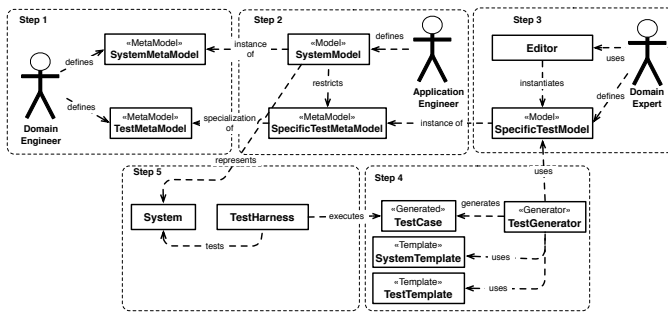 Step 1
«MetaModel»
SystemMetaModel
defines
defines
«MetaModel»
TestMetaModel
Domain
Engineer
Step 2
instance
of
«Model»
SystemModel
defines
restricts
Application
Engineer
specialization
of
«MetaModel»
SpecificTestMetaModel
Step 3
Editor
uses
instantiates
defines
Domain
Expert
instance of
«Model»
SpecificTestModel
represents
uses
Step 5
System
TestHarness
tests
executes
Step 4
«Generated»
TestCase
generates
«Generator»
TestGenerator
«Template»
SystemTemplate
uses
«Template»
TestTemplate
uses